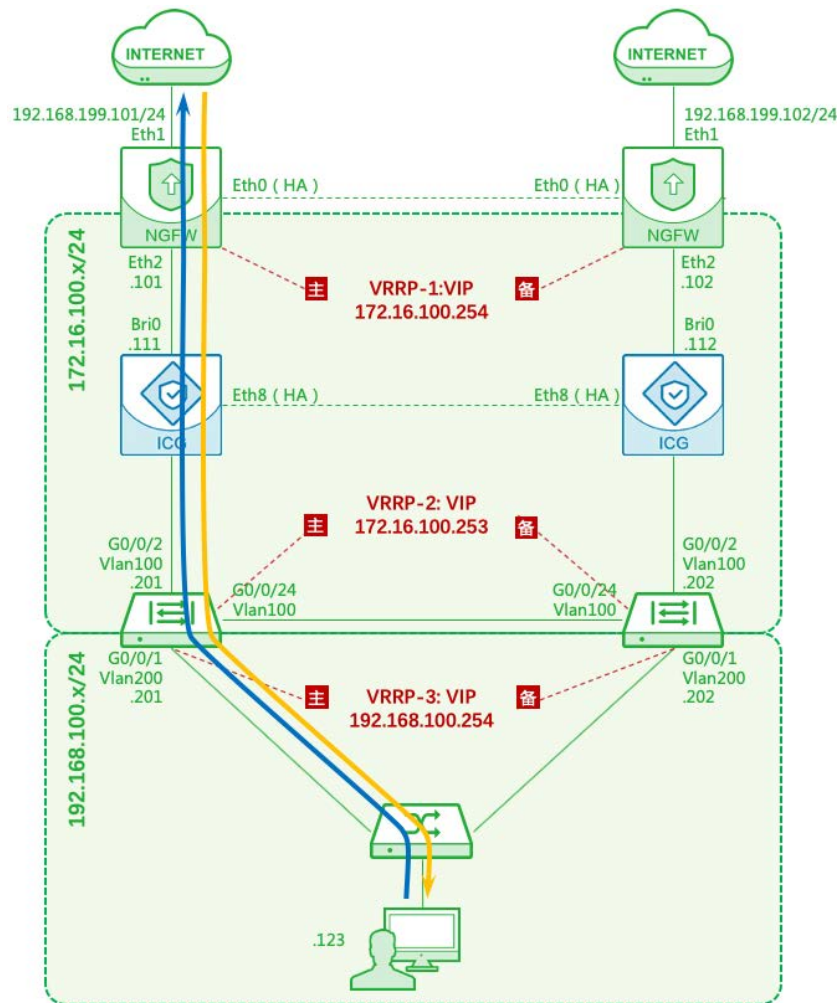 INTERNET
INTERNET
192.168.199.101/24
Eth1
192.168.199.102/24
Eth1
Eth0 ( HA )
Eth0 ( HA )
NGFW
NGFW
172.16.100.x/24
Eth2
.101
主
VRRP-1:VIP
172.16.100.254
备
Eth2
.102
Bri0
.111
Bri0
.112
Eth8 ( HA )
Eth8 ( HA )
ICG
ICG
主
VRRP-2: VIP
172.16.100.253
备
G0/0/2
Vlan100
.201
G0/0/2
Vlan100
.202
G0/0/24
Vlan100
G0/0/24
Vlan100
192.168.100.x/24
G0/0/1
Vlan200
.201
主
VRRP-3: VIP
192.168.100.254
备
G0/0/1
Vlan200
.202
.123